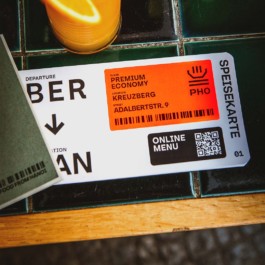 DEPARTURE
BER
AN
PREMIUM
ECONOMY
KREUZBERG
ADALBERTSTR. 9
PHO
ONLINE
MENU
SPEISEKARTE
01